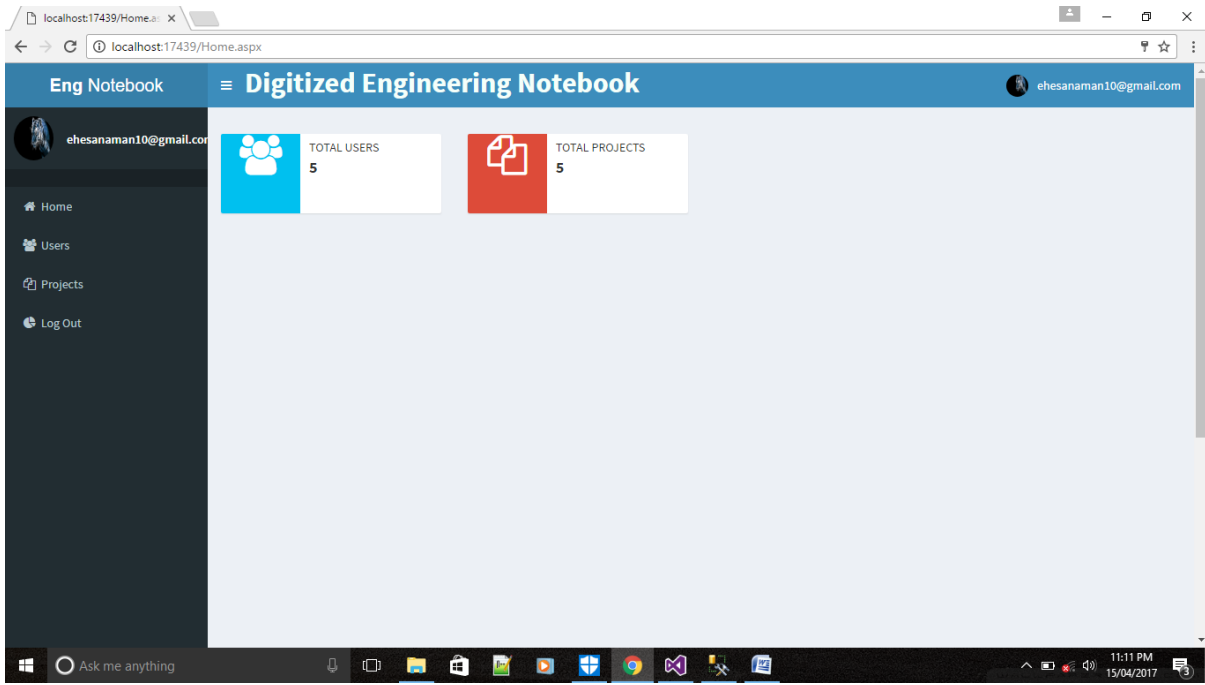 localhost:17439/Home.as
localhost:17439/Home.aspx
Eng Notebook
Digitized Engineering Notebook
ehesanaman10@gmail.com
ehesanaman10@gmail.com
TOTAL USERS
5
TOTAL PROJECTS
5
Home
Users
Projects
Log Out
Ask me anything
11:11 PM
15/04/2017
3